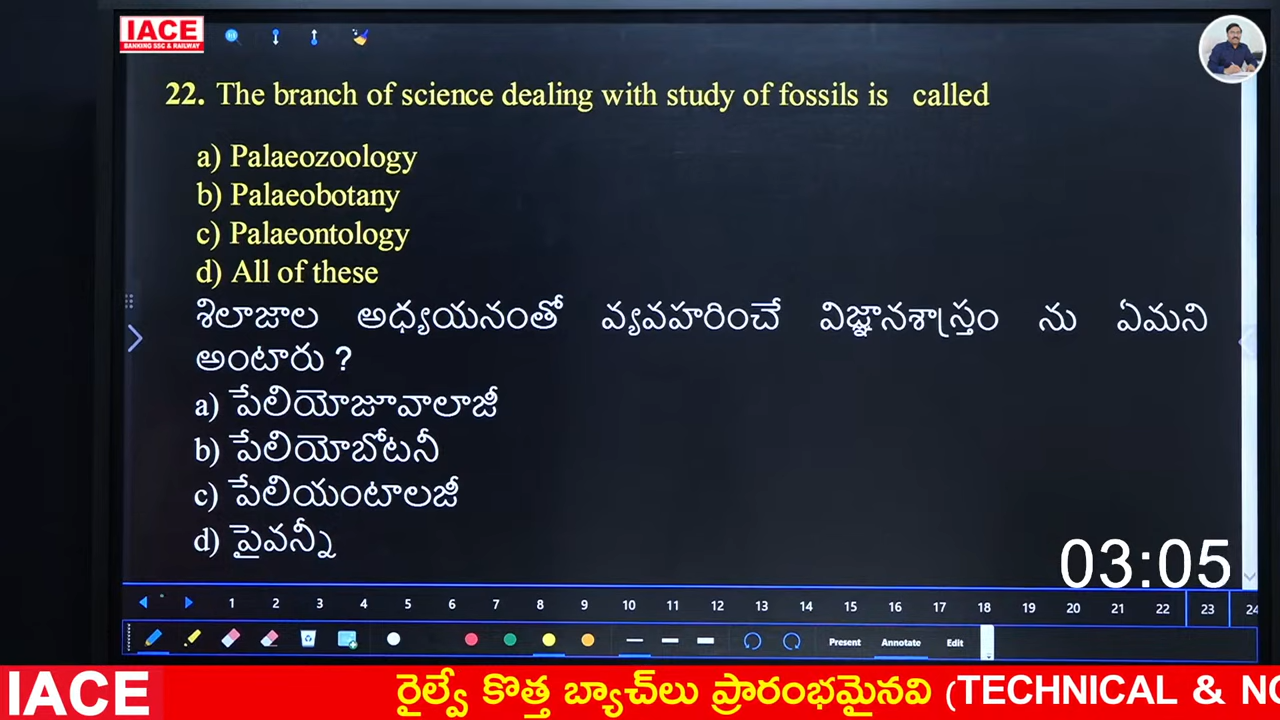 IACE
BANKING SSC & RAILWAY
22. The branch of science dealing with study of fossils is called
a) Palaeozoology
b) Palaeobotany
c) Palaeontology
d) All of these
శిలాజాల అధ్యయనంతో వ్యవహరించే విజ్ఞానశాస్త్రం ను ఏమని
అంటారు ?
a) పేలియోజూవాలాజీ
b) పేలియోబోటనీ
c) పేలియంటాలజీ
d) పైవన్నీ
03:05
1 2 3 4 5 6 7 8 9 10 11 12 13 14 15 16 17 18 19 20 21 22 23 24
Present Annotate Edit
IACE రైల్వే కొత్త బ్యాచ్‌లు ప్రారంభమైనవి (TECHNICAL & NO